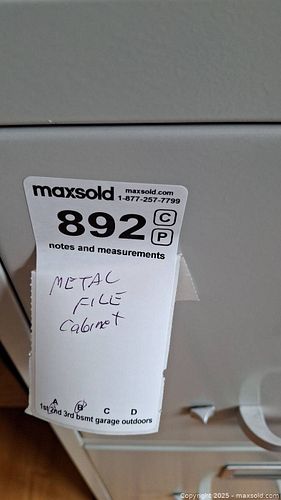 maxsold maxsold.com
1-877-257-7799
892 C
P
notes and measurements
METAL
FILE
Cabinet
A B C D
1st 2nd 3rd bsmt garage outdoors
Copyright 2025 - maxsold.com